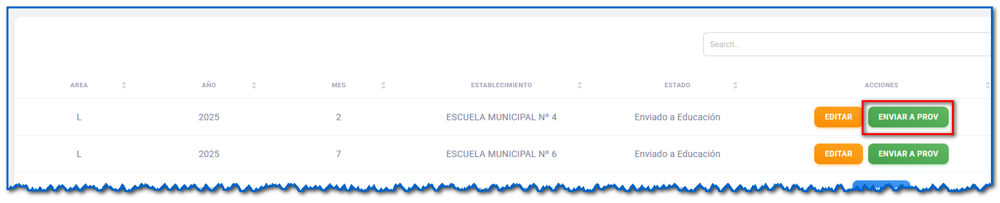 Search...
AREA AÑO MES ESTABLECIMIENTO ESTADO ACCIONES
L 2025 2 ESCUELA MUNICIPAL Nº 4 Enviado a Educación EDITAR ENVIAR A PROV
L 2025 7 ESCUELA MUNICIPAL Nº 6 Enviado a Educación EDITAR ENVIAR A PROV